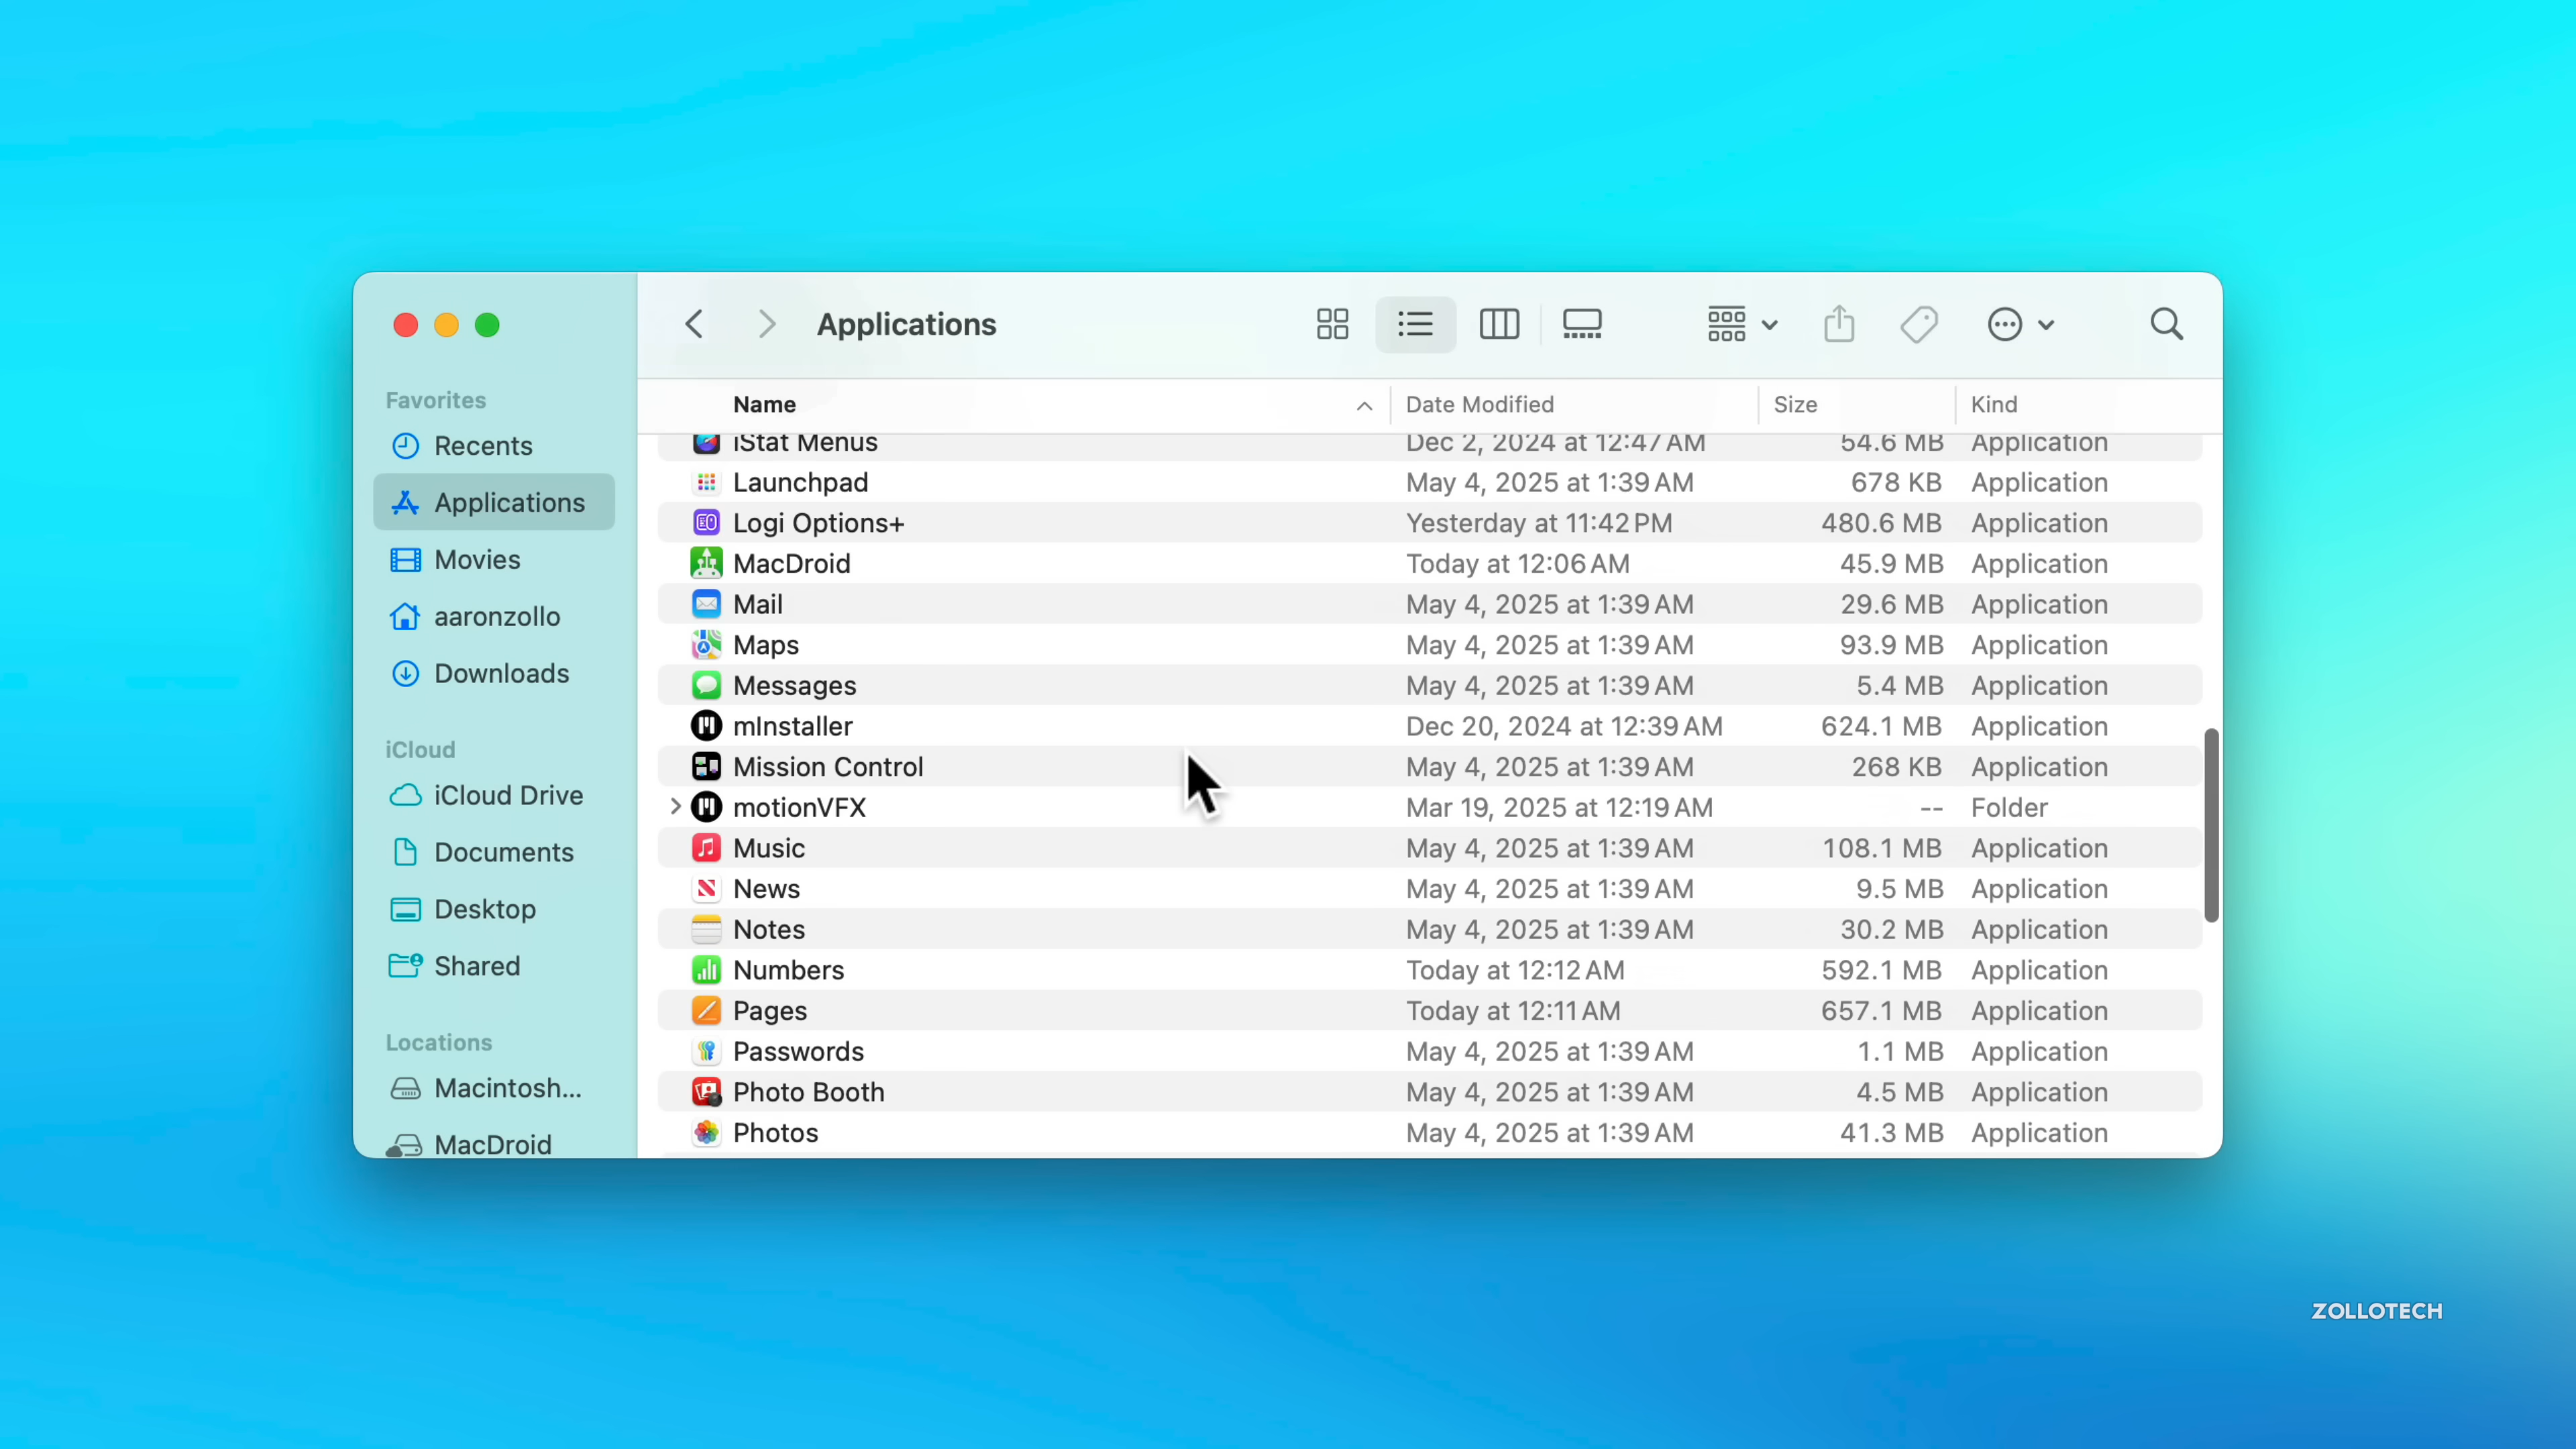 Applications
Favorites
Recents
Applications
Movies
aaronzollo
Downloads
iCloud
iCloud Drive
Documents
Desktop
Shared
Locations
Macintosh...
MacDroid
Name Date Modified Size Kind
iStat Menus Dec 2, 2024 at 12:47 AM 54.6 MB Application
Launchpad May 4, 2025 at 1:39 AM 678 KB Application
Logi Options+ Yesterday at 11:42 PM 480.6 MB Application
MacDroid Today at 12:06 AM 45.9 MB Application
Mail May 4, 2025 at 1:39 AM 29.6 MB Application
Maps May 4, 2025 at 1:39 AM 93.9 MB Application
Messages May 4, 2025 at 1:39 AM 5.4 MB Application
mInstaller Dec 20, 2024 at 12:39 AM 624.1 MB Application
Mission Control May 4, 2025 at 1:39 AM 268 KB Application
motionVFX Mar 19, 2025 at 12:19 AM -- Folder
Music May 4, 2025 at 1:39 AM 108.1 MB Application
News May 4, 2025 at 1:39 AM 9.5 MB Application
Notes May 4, 2025 at 1:39 AM 30.2 MB Application
Numbers Today at 12:12 AM 592.1 MB Application
Pages Today at 12:11 AM 657.1 MB Application
Passwords May 4, 2025 at 1:39 AM 1.1 MB Application
Photo Booth May 4, 2025 at 1:39 AM 4.5 MB Application
Photos May 4, 2025 at 1:39 AM 41.3 MB Application
ZOLLOTECH